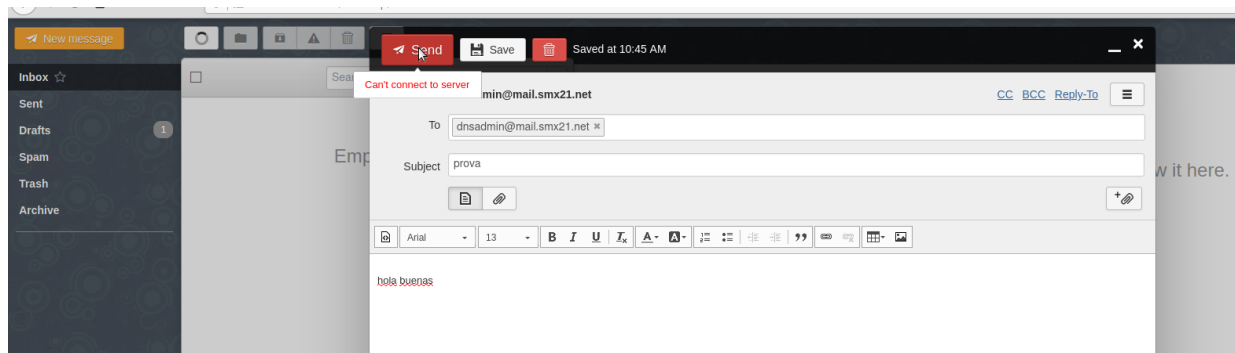 New message
Send
Save
Saved at 10:45 AM
Inbox
Can't connect to server
min@mail.smx21.net
CC BCC Reply-To
Sent
To
dnsadmin@mail.smx21.net
Drafts
1
Spam
Subject
prova
w it here.
Trash
Archive
Arial
13
B I U
hola buenas